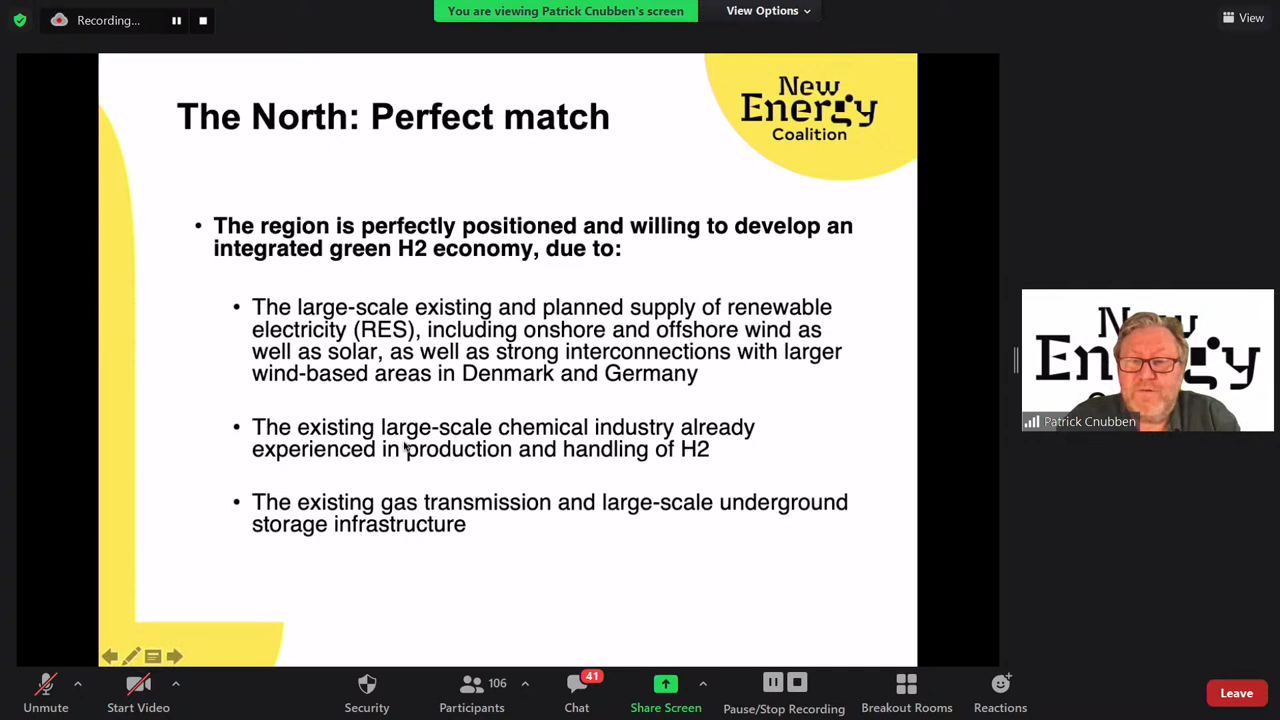 Recording...
You are viewing Patrick Cnubben's screen
View Options
View
The North: Perfect match
New
Energy
Coalition
• The region is perfectly positioned and willing to develop an
integrated green H2 economy, due to:
• The large-scale existing and planned supply of renewable
electricity (RES), including onshore and offshore wind as
well as solar, as well as strong interconnections with larger
wind-based areas in Denmark and Germany
• The existing large-scale chemical industry already
experienced in production and handling of H2
• The existing gas transmission and large-scale underground
storage infrastructure
Patrick Cnubben
Unmute
Start Video
Security
106
Participants
41
Chat
Share Screen
Pause/Stop Recording
Breakout Rooms
Reactions
Leave